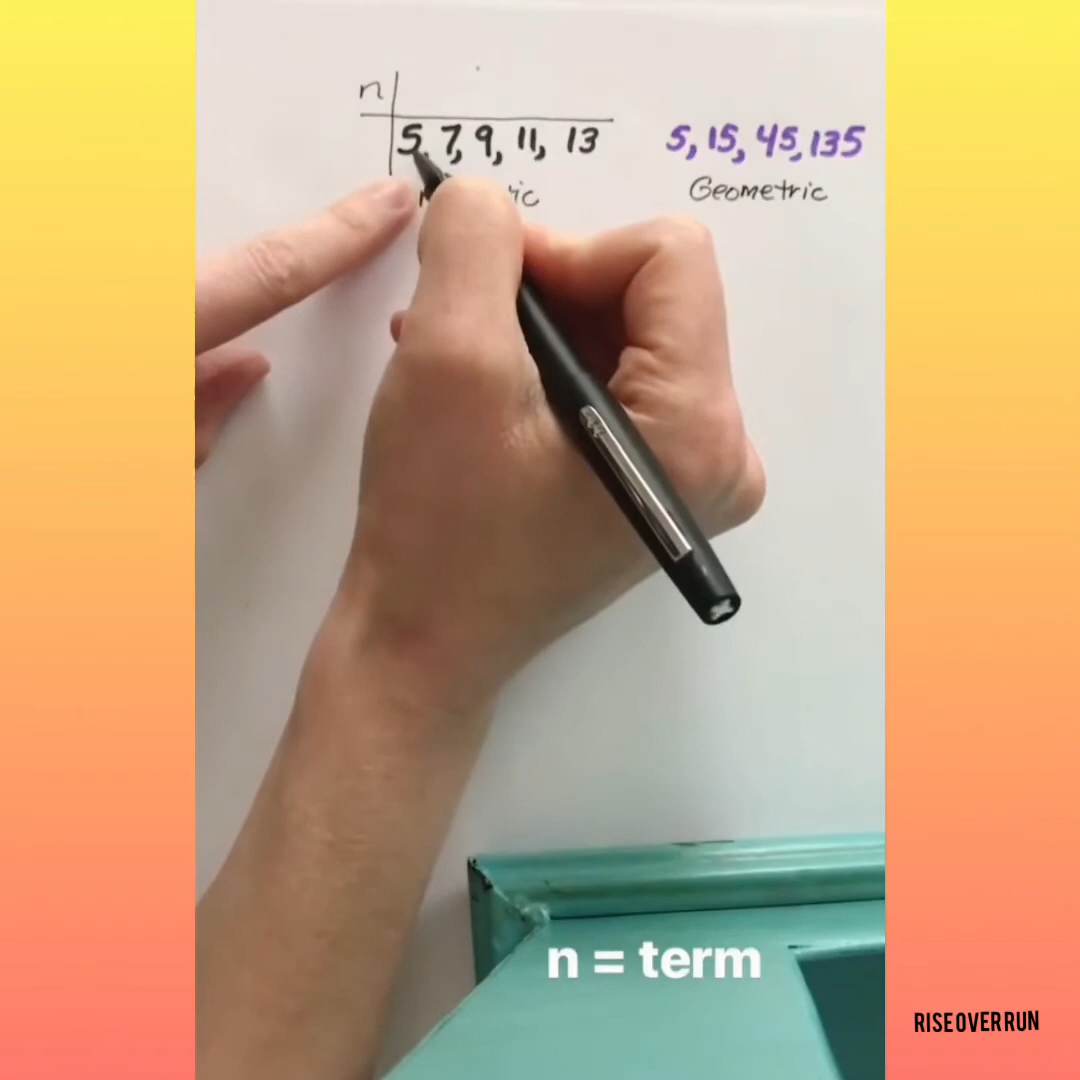 n
5, 7, 9, 11, 13
5, 15, 45, 135
Geometric
n = term
RISE OVER RUN